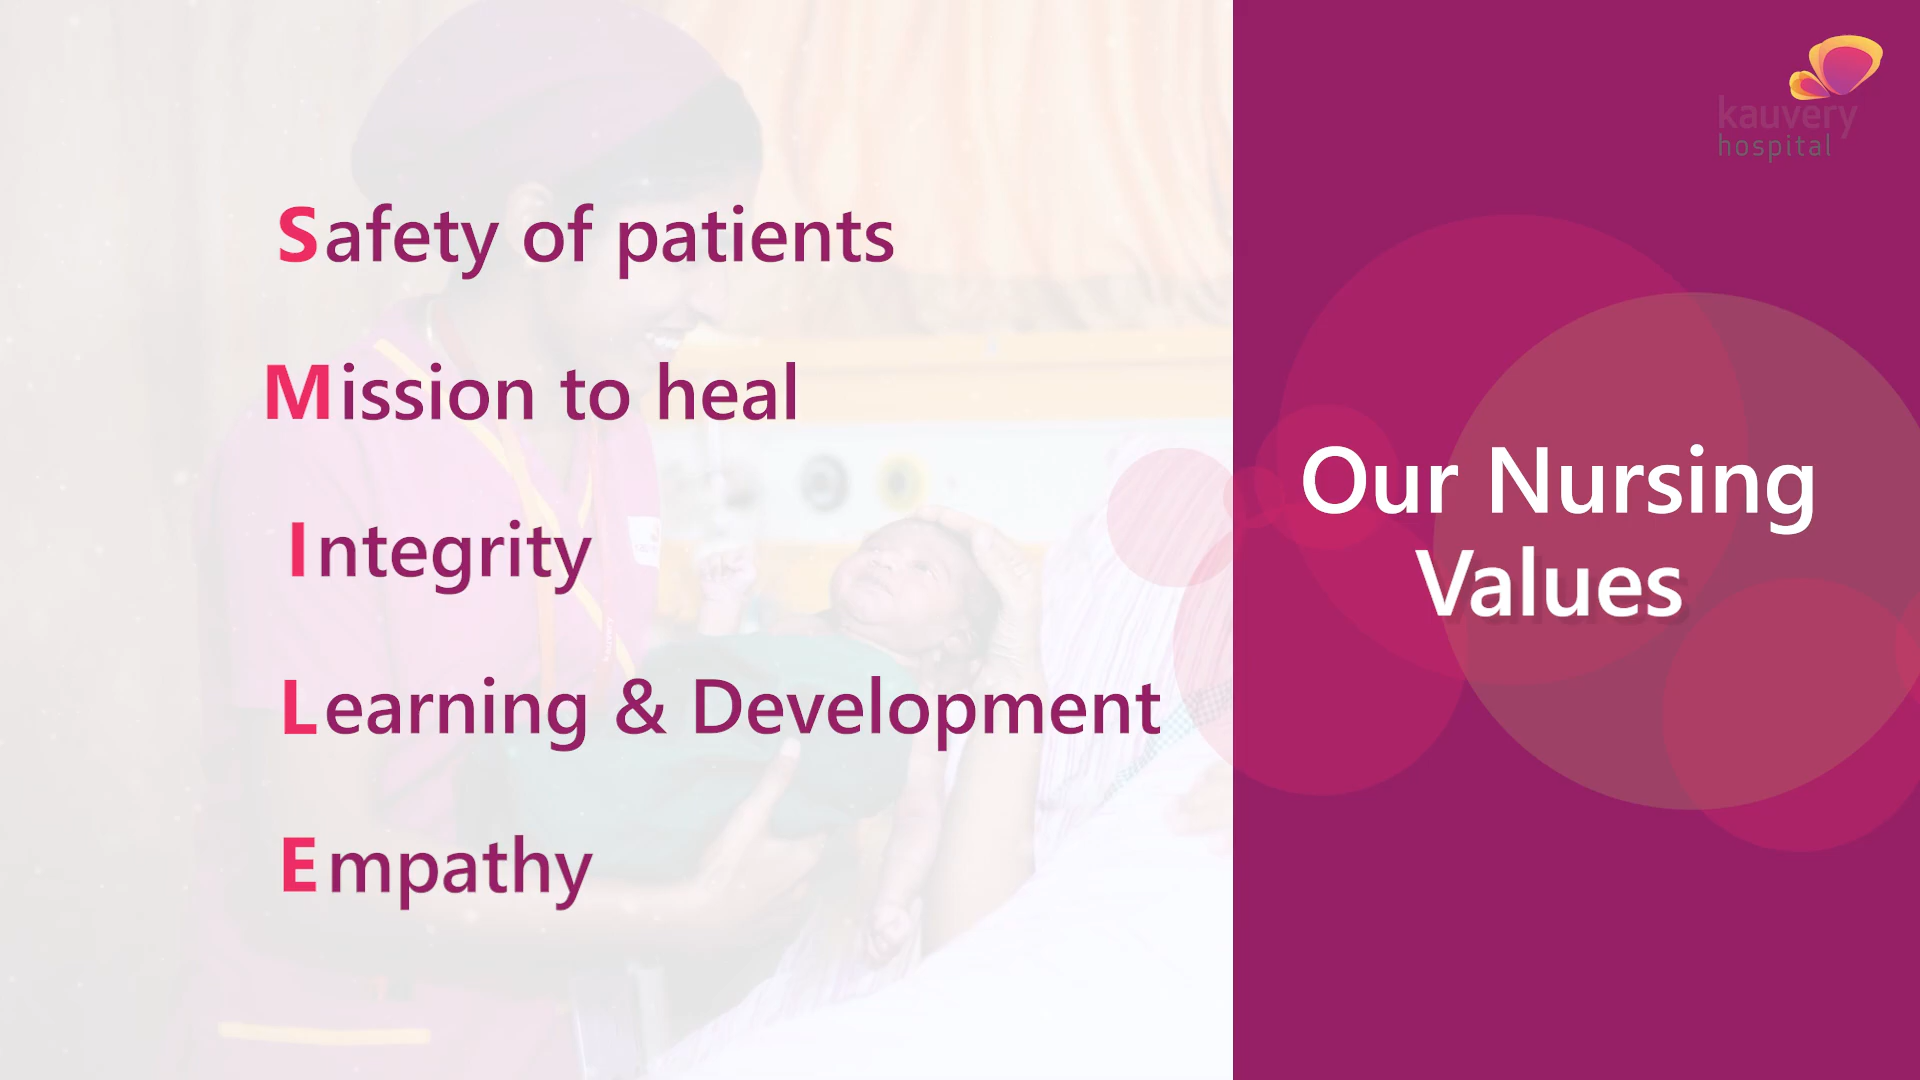 Safety of patients
Mission to heal
Integrity
Learning & Development
Empathy
Our Nursing
Values
kauvery
hospital